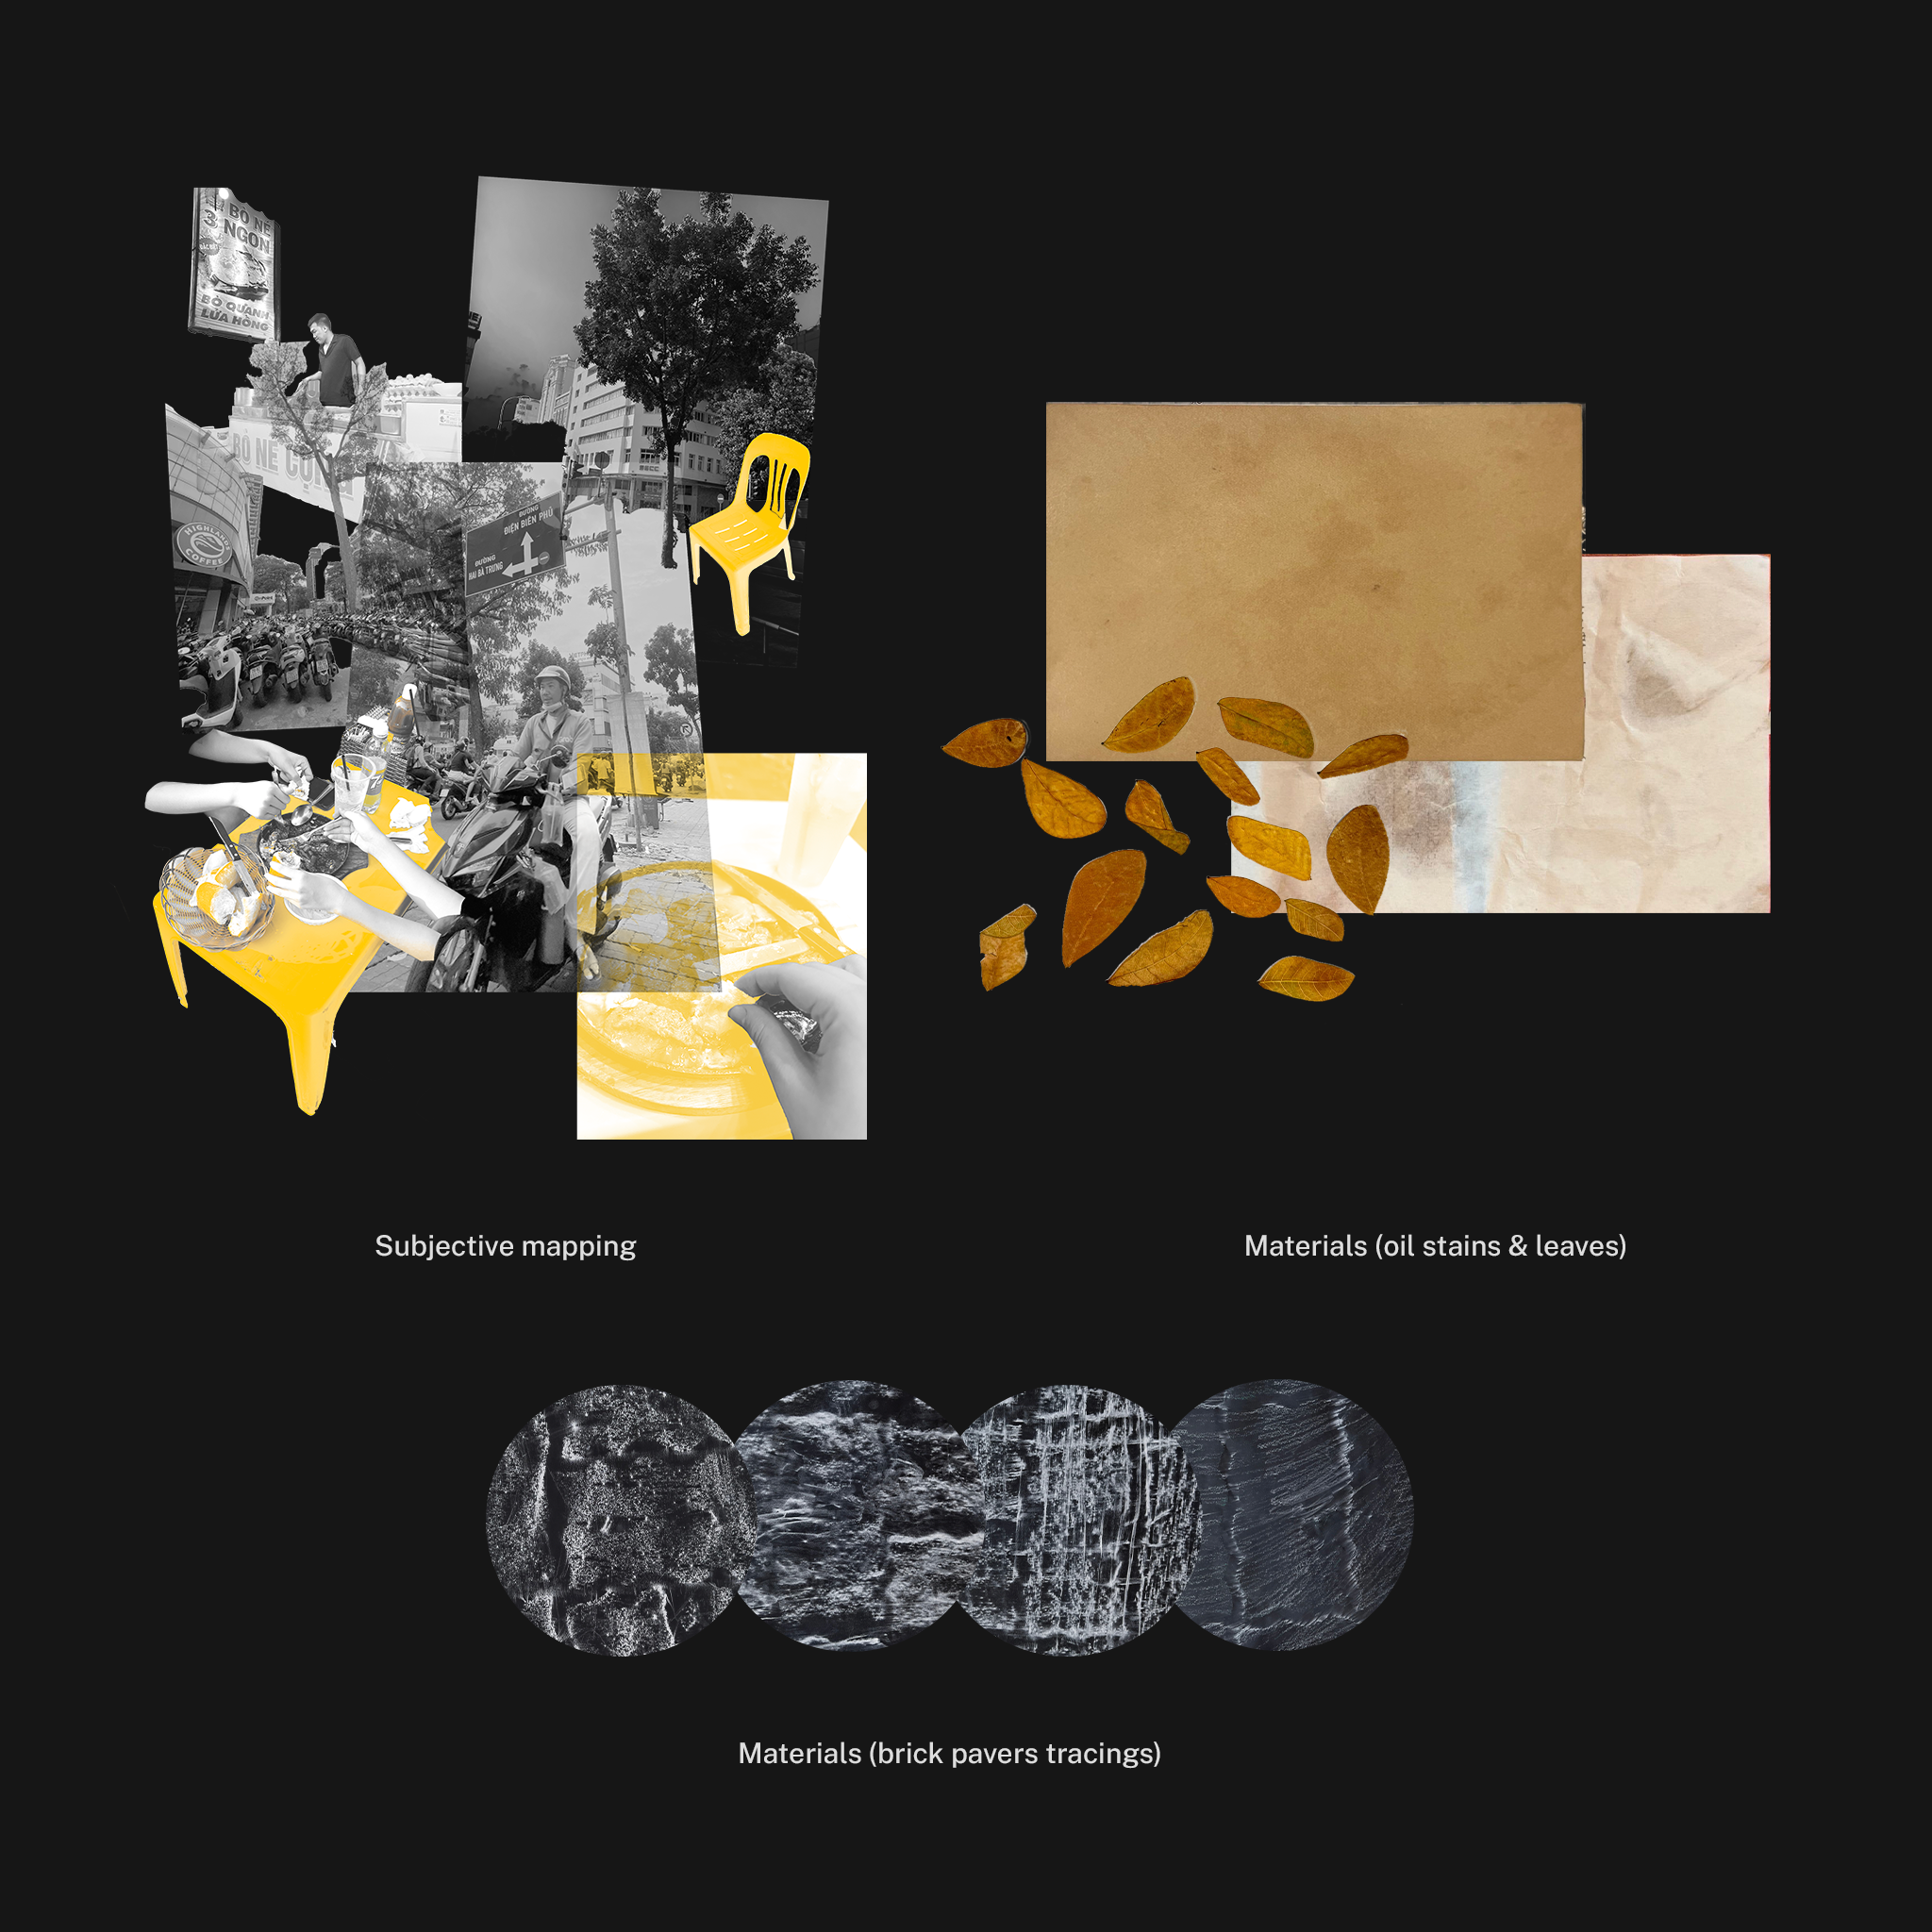 BÒ NÉ
3 NGON
BÒ QUANH
LỬA HỒNG
BÒ NÉ
HIGHLANDS
COFFEE
ĐƯỜNG
ĐIỆN BIÊN PHỦ
ĐƯỜNG
HAI BÀ TRƯNG
Subjective mapping
Materials (oil stains & leaves)
Materials (brick pavers tracings)